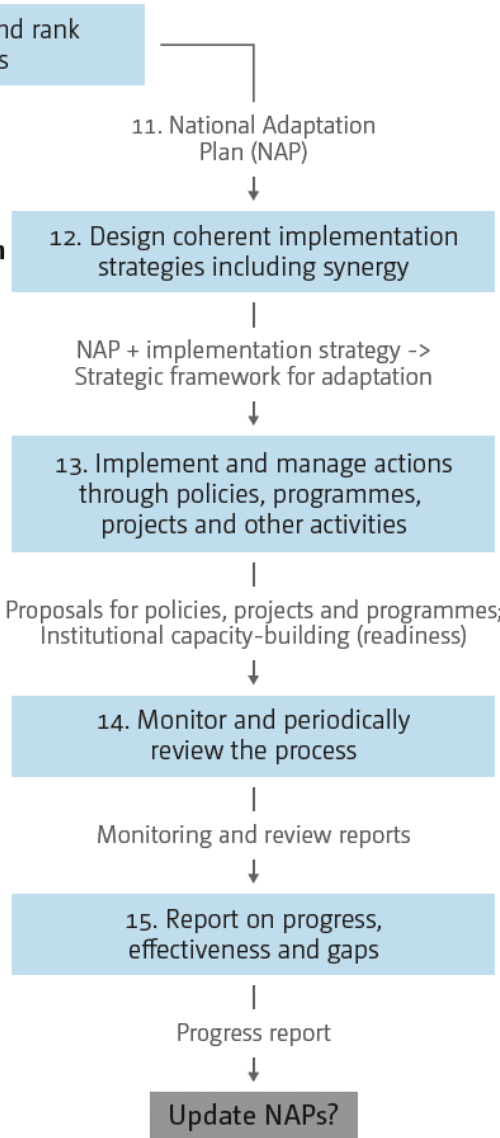 nd rank
s
11. National Adaptation
Plan (NAP)
n
12. Design coherent implementation
strategies including synergy
NAP + implementation strategy ->
Strategic framework for adaptation
13. Implement and manage actions
through policies, programmes,
projects and other activities
Proposals for policies, projects and programmes;
Institutional capacity-building (readiness)
14. Monitor and periodically
review the process
Monitoring and review reports
15. Report on progress,
effectiveness and gaps
Progress report
Update NAPs?